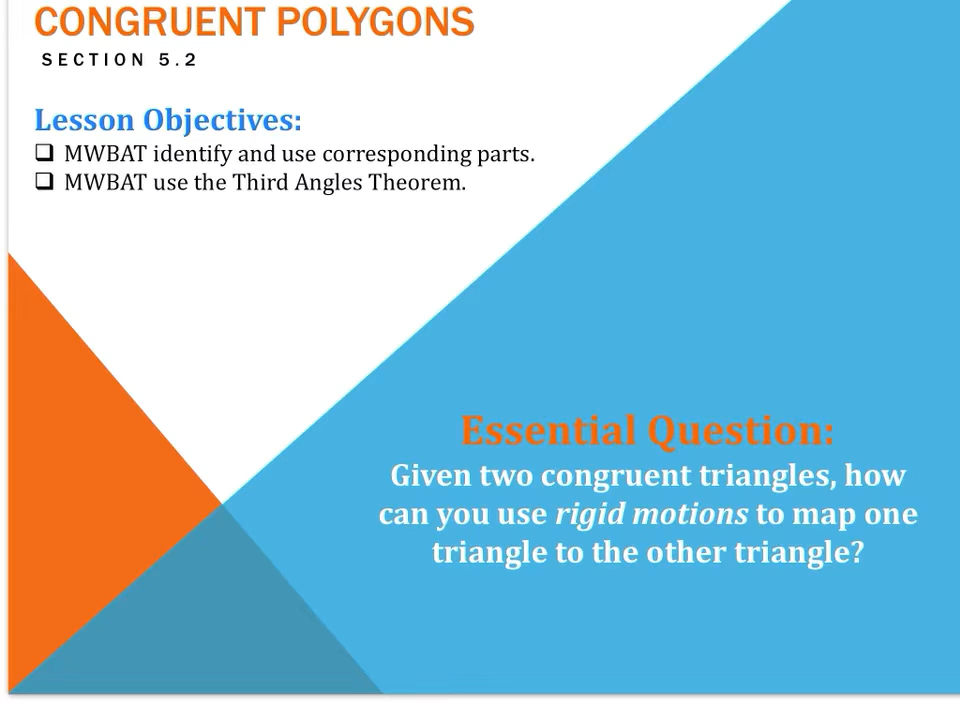 CONGRUENT POLYGONS
SECTION 5.2
Lesson Objectives:
❑ MWBAT identify and use corresponding parts.
❑ MWBAT use the Third Angles Theorem.
Essential Question:
Given two congruent triangles, how
can you use rigid motions to map one
triangle to the other triangle?